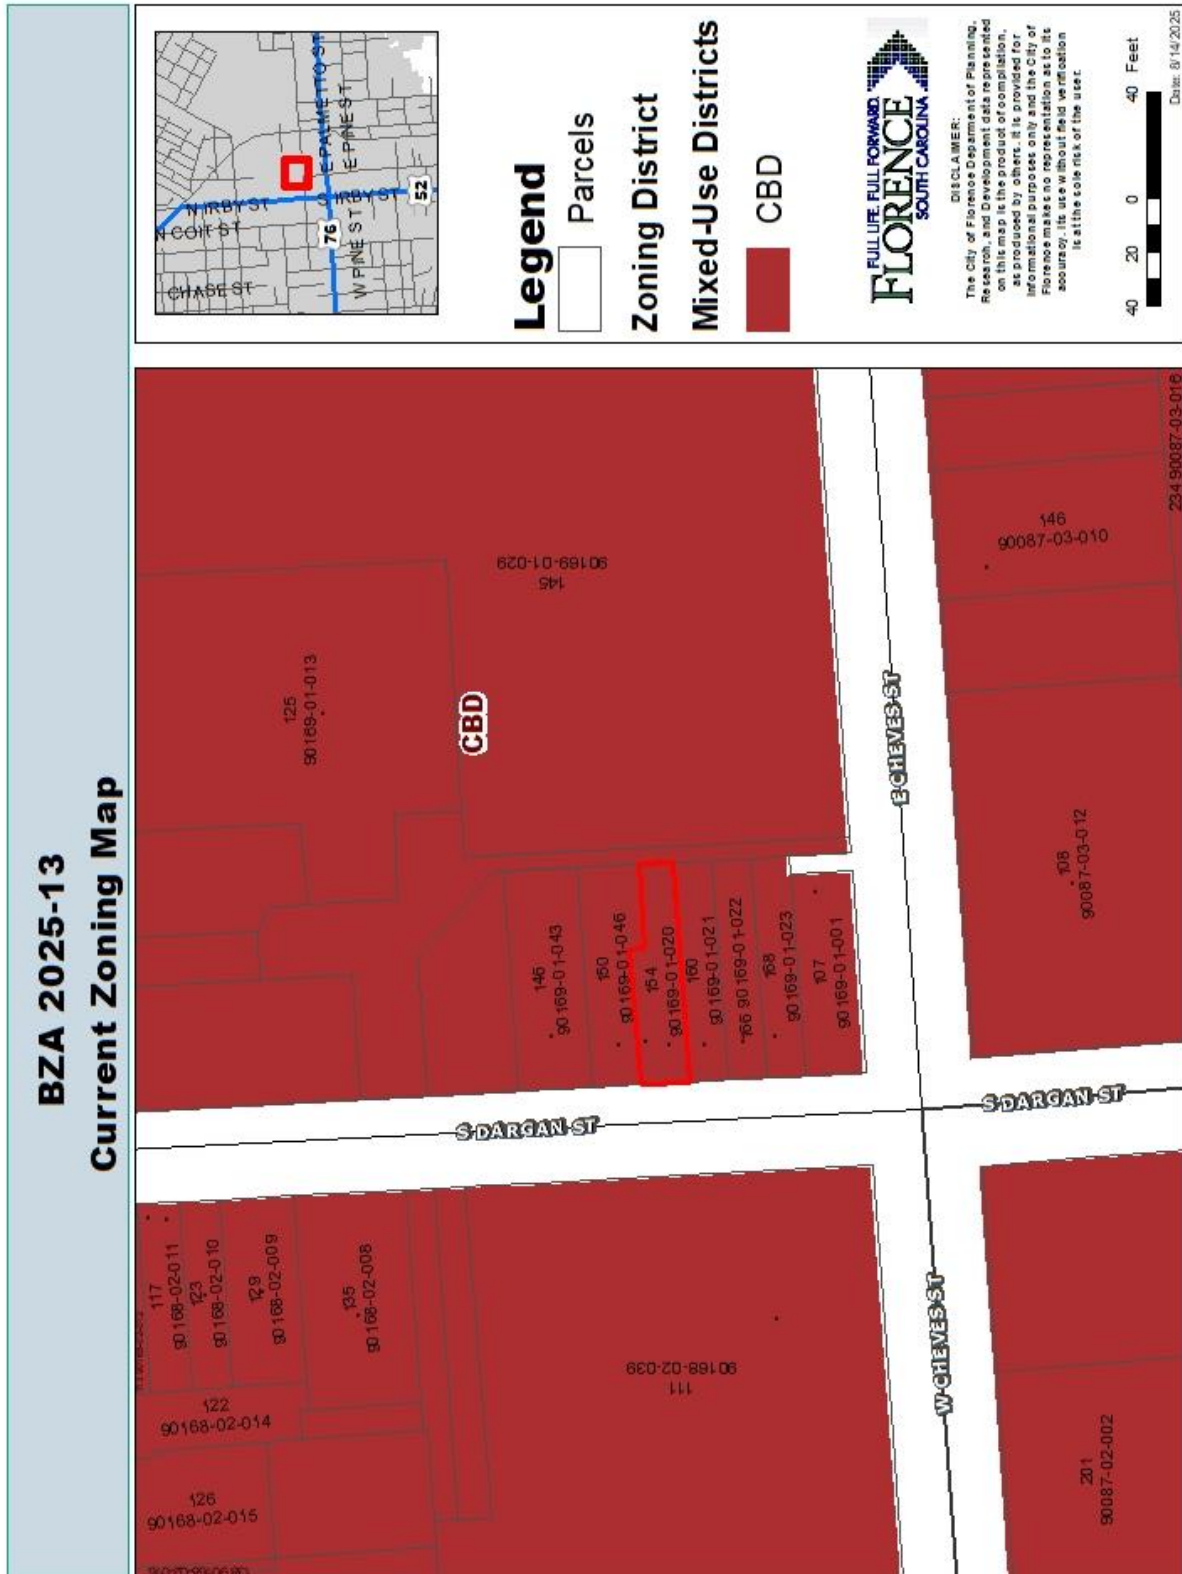 BZA 2025-13
Current Zoning Map
117
90168-02-011
123
90168-02-010
129
90168-02-009
135
90168-02-008
122
90168-02-014
126
90168-02-015
111
90168-02-039
201
90087-02-002
S DARGAN ST
S DARGAN ST
W CHEVES ST
E CHEVES ST
125
90169-01-013
CBD
145
90169-01-029
146
90169-01-043
150
90169-01-046
154
90169-01-020
160
90169-01-021
166 90169-01-022
168
90169-01-023
107
90169-01-001
108
90087-03-012
146
90087-03-010
234 90087-03-016
N IRBY ST
N COIT ST
CHASE ST
S IRBY ST
E PALMETTO ST
E PINE ST
W PINE ST
76
52
Legend
Parcels
Zoning District
Mixed-Use Districts
CBD
FULL LIFE. FULL FORWARD.
FLORENCE
SOUTH CAROLINA
DISCLAIMER:
The City of Florence Deparment of Planning,
Research, and Development data represented
on this map is the product of compilation,
as produced by others. It is provided for
informational purposes only and the City of
Florence makes no representation as to its
accuracy. Its use without field verification
is at the sole risk of the user.
40 20 0 40 Feet
Date: 8/14/2025